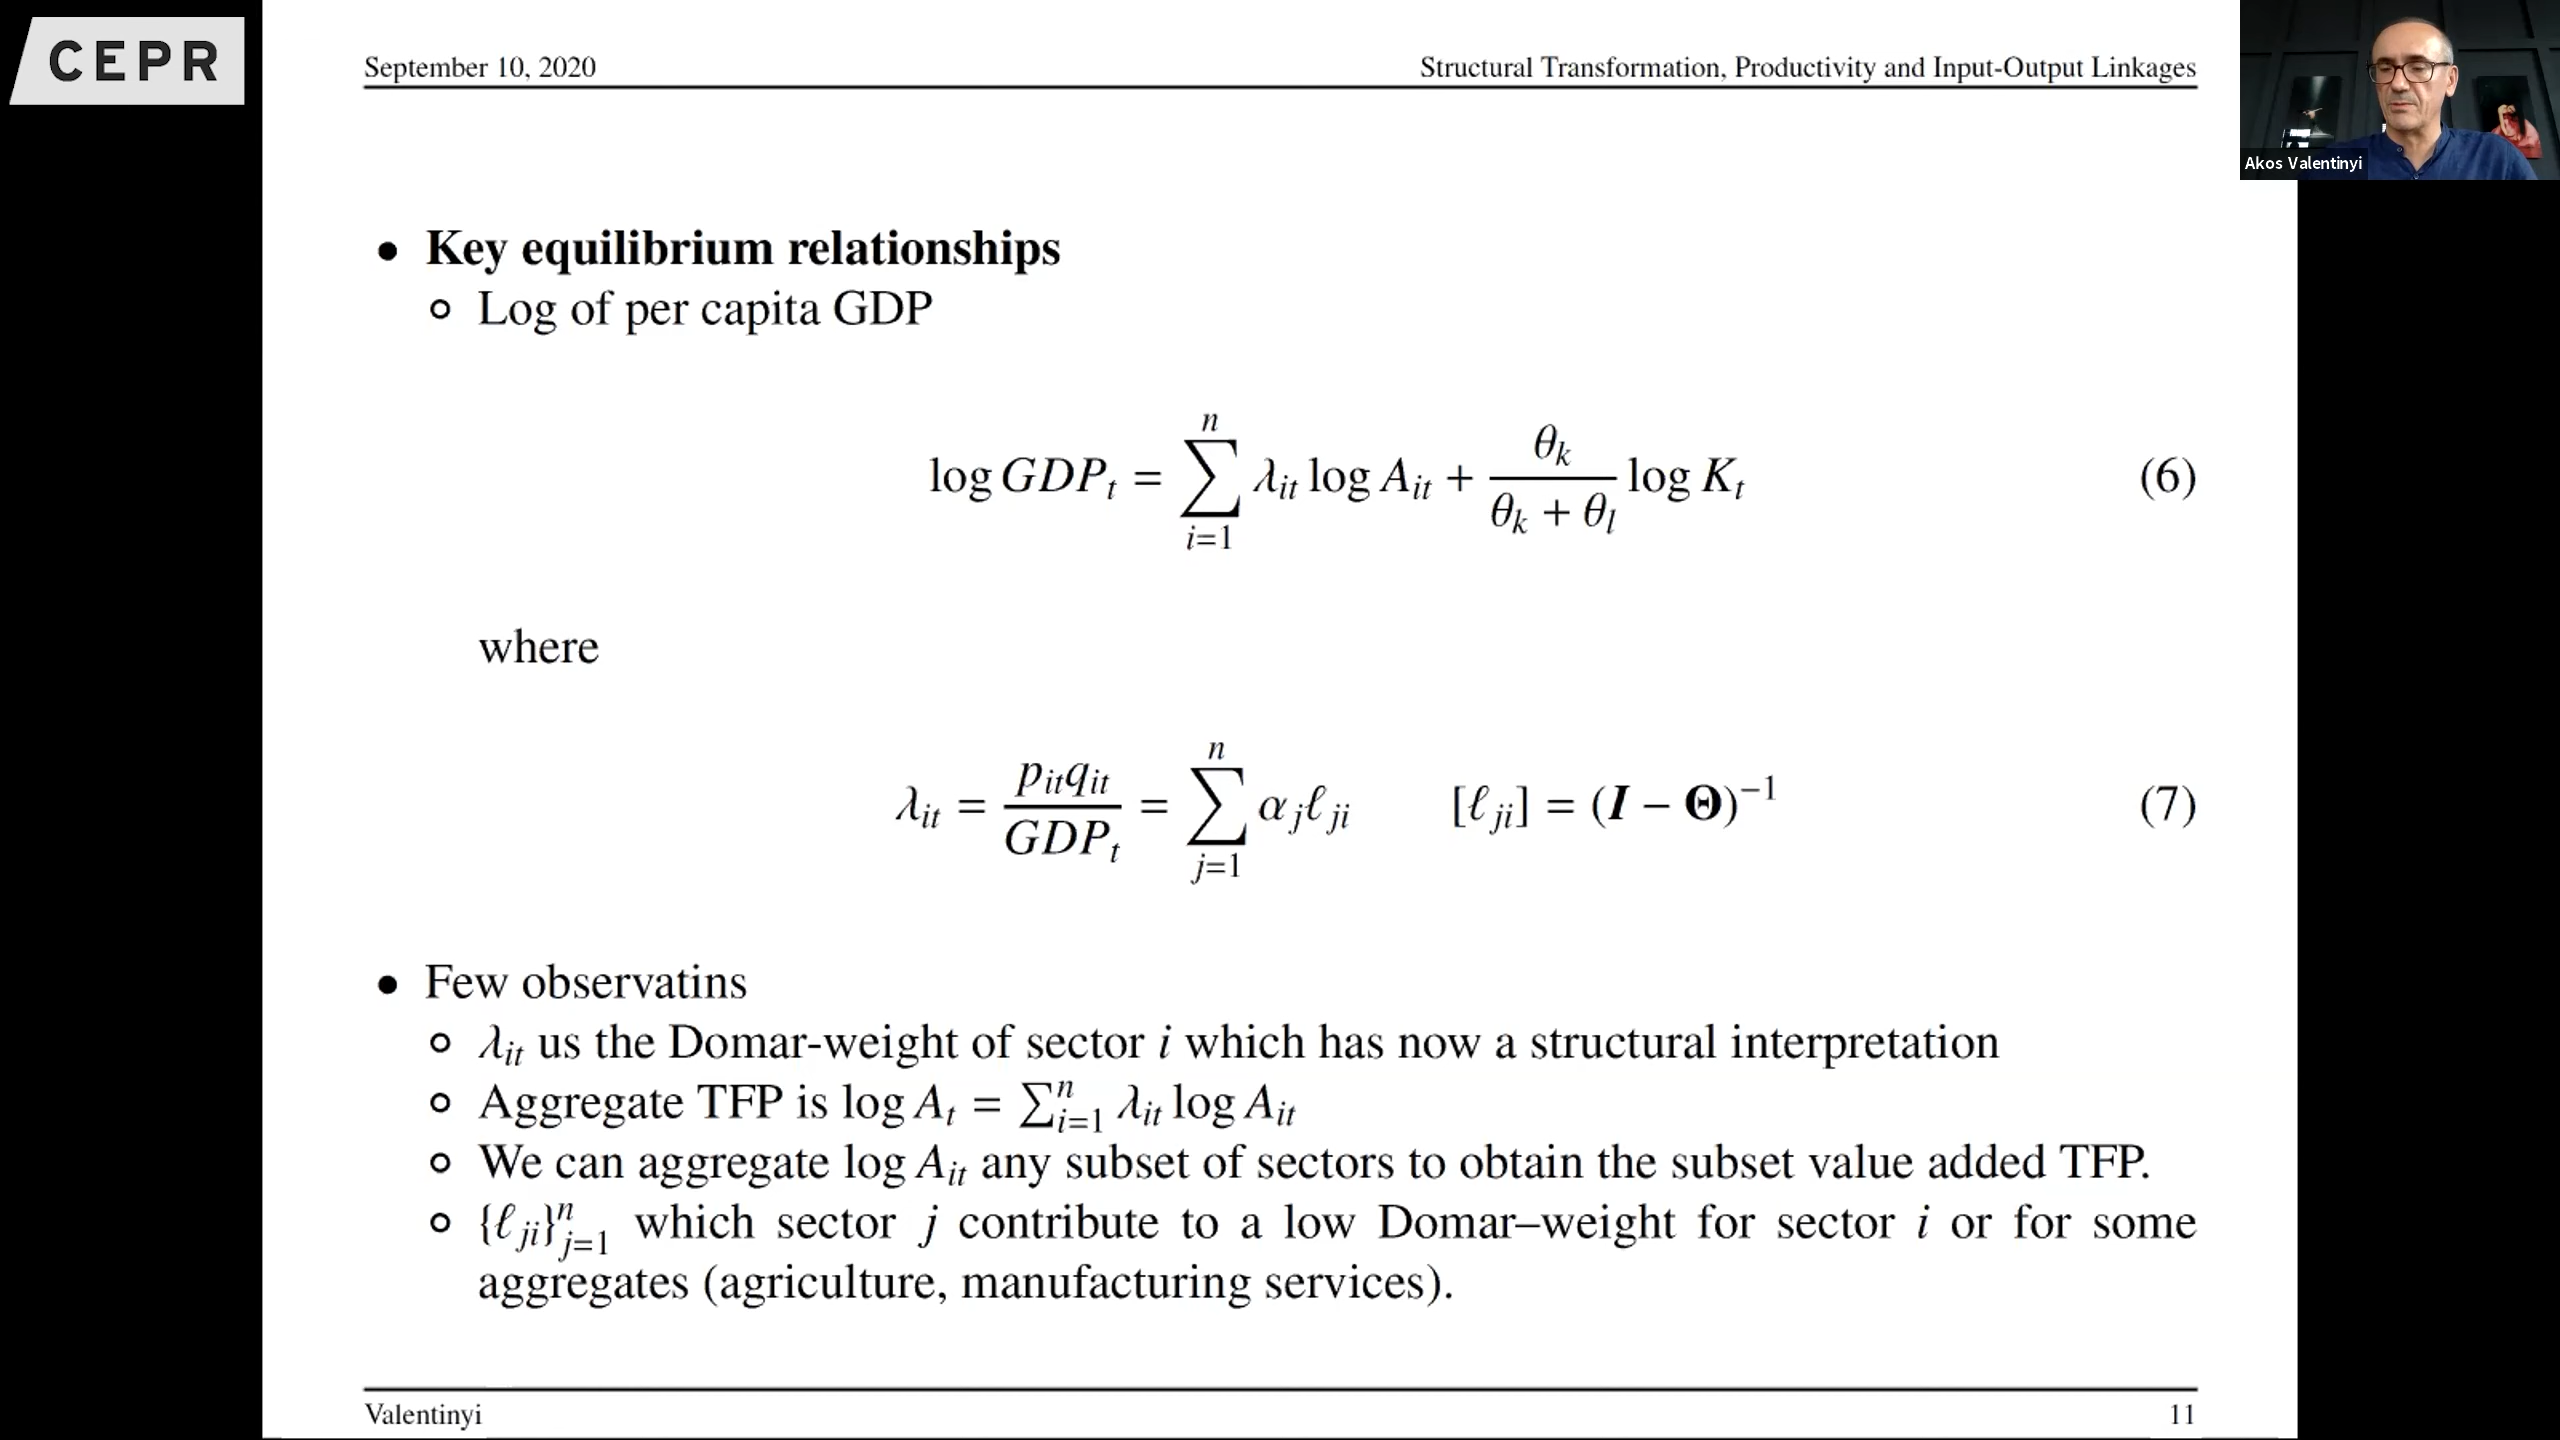 CEPR
September 10, 2020 Structural Transformation, Productivity and Input-Output Linkages
Akos Valentinyi
• Key equilibrium relationships
∘ Log of per capita GDP
log GDP_t = \sum_{i=1}^{n} λ_{it} log A_{it} + \frac{θ_k}{θ_k + θ_l} log K_t (6)
where
λ_{it} = \frac{p_{it} q_{it}}{GDP_t} = \sum_{j=1}^{n} α_j ℓ_{ji} [ℓ_{ji}] = (I − Θ)^{−1} (7)
• Few observatins
∘ λ_{it} us the Domar-weight of sector i which has now a structural interpretation
∘ Aggregate TFP is log A_t = \sum_{i=1}^{n} λ_{it} log A_{it}
∘ We can aggregate log A_{it} any subset of sectors to obtain the subset value added TFP.
∘ {ℓ_{ji}}_{j=1}^{n} which sector j contribute to a low Domar–weight for sector i or for some
aggregates (agriculture, manufacturing services).
Valentinyi 11